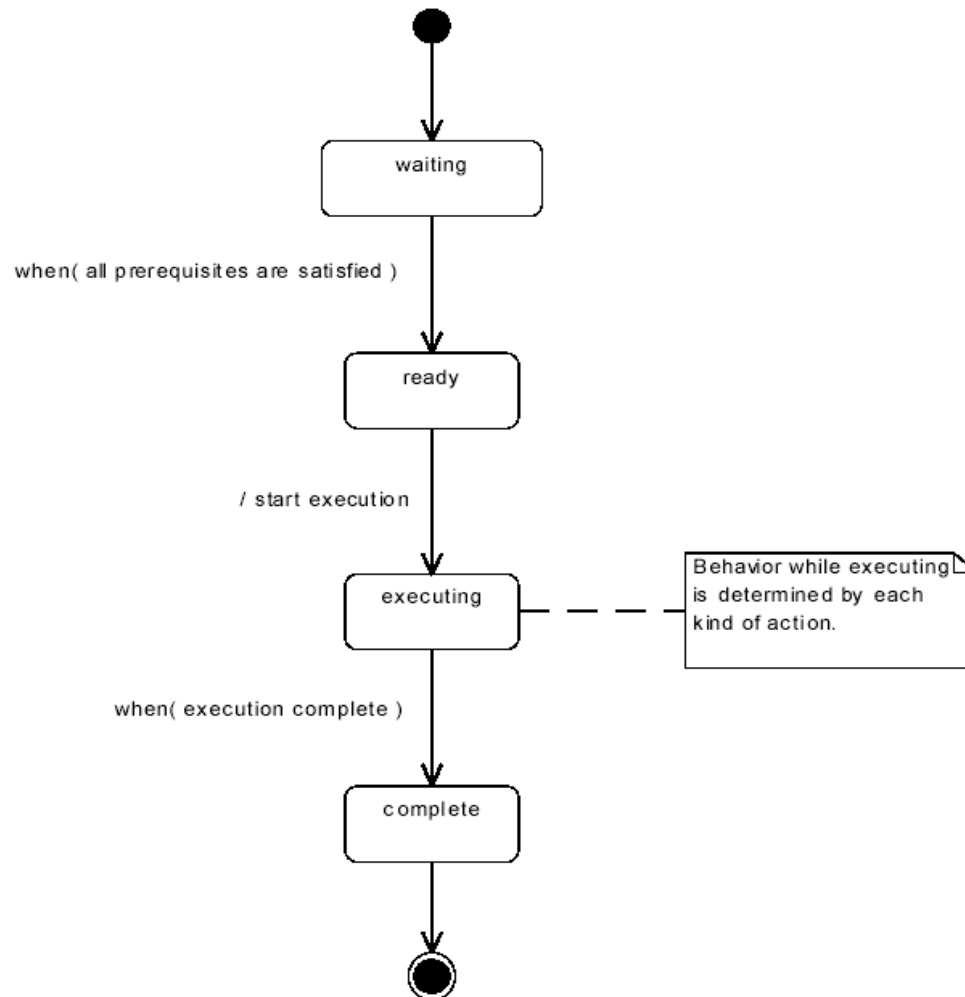 waiting
when( all prerequisites are satisfied )
ready
/ start execution
executing
Behavior while executing
is determined by each
kind of action.
when( execution complete )
complete